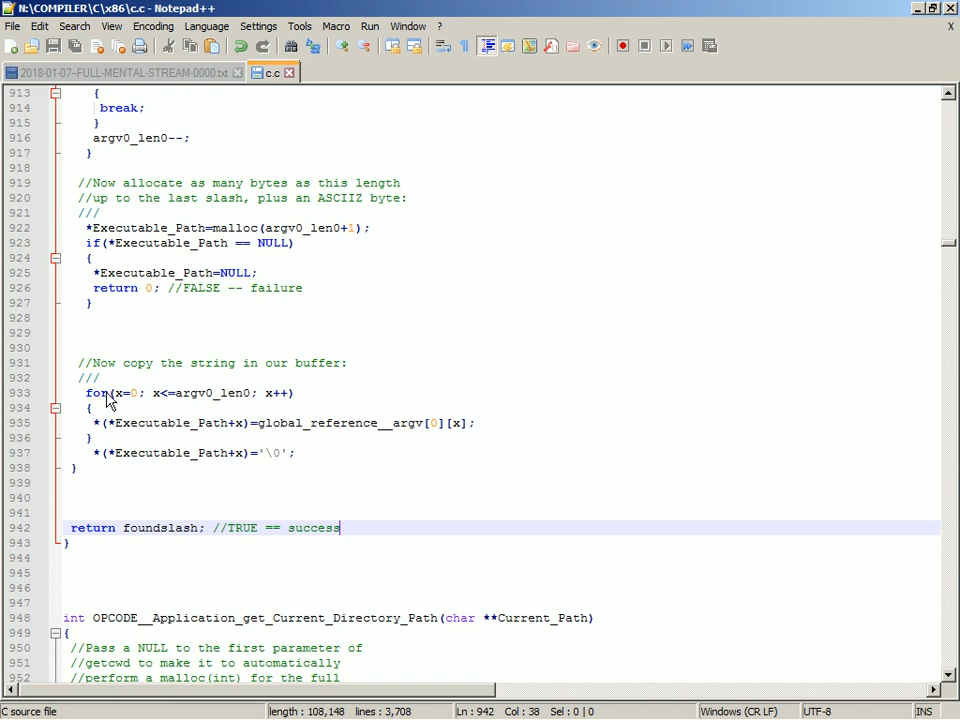 N:\COMPILER\C\x86\c.c - Notepad++
File Edit Search View Encoding Language Settings Tools Macro Run Window ? X
2018-01-07--FULL-MENTAL-STREAM-0000.txt c.c
913 {
914 break;
915 }
916 argv0_len0--;
917 }
918
919 //Now allocate as many bytes as this length
920 //up to the last slash, plus an ASCIIZ byte:
921 ///
922 *Executable_Path=malloc(argv0_len0+1);
923 if(*Executable_Path == NULL)
924 {
925 *Executable_Path=NULL;
926 return 0; //FALSE -- failure
927 }
928
929
930
931 //Now copy the string in our buffer:
932 ///
933 for(x=0; x<=argv0_len0; x++)
934 {
935 *(*Executable_Path+x)=global_reference__argv[0][x];
936 }
937 *(*Executable_Path+x)='\0';
938 }
939
940
941
942 return foundslash; //TRUE == success
943 }
944
945
946
947
948 int OPCODE__Application_get_Current_Directory_Path(char **Current_Path)
949 {
950 //Pass a NULL to the first parameter of
951 //getcwd to make it to automatically
952 //perform a malloc(int) for the full
C source file length : 108,148 lines : 3,708 Ln : 942 Col : 38 Sel : 0 | 0 Windows (CR LF) UTF-8 INS